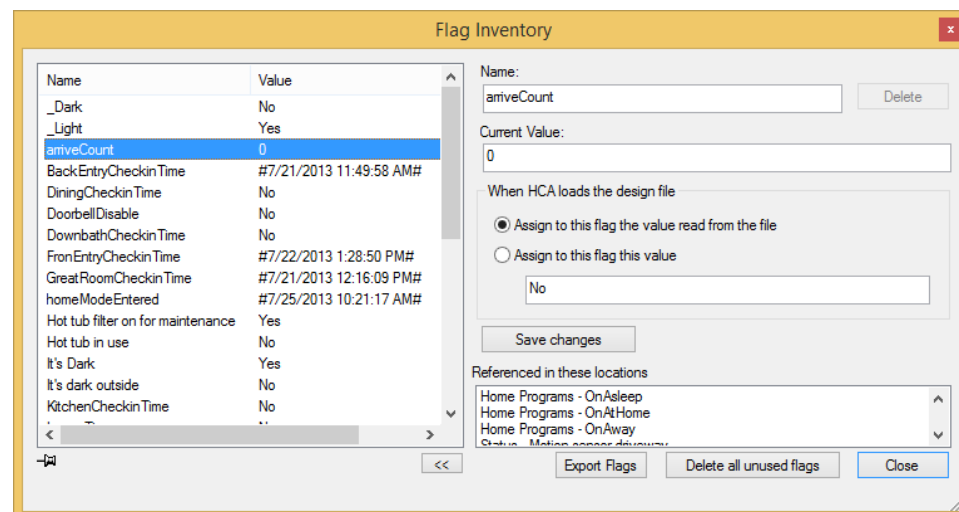 Flag Inventory
x
Name Value
_Dark No
_Light Yes
arriveCount 0
BackEntryCheckinTime #7/21/2013 11:49:58 AM#
DiningCheckinTime No
DoorbellDisable No
DownbathCheckinTime No
FronEntryCheckinTime #7/22/2013 1:28:50 PM#
GreatRoomCheckinTime #7/21/2013 12:16:09 PM#
homeModeEntered #7/25/2013 10:21:17 AM#
Hot tub filter on for maintenance Yes
Hot tub in use No
It's Dark Yes
It's dark outside No
KitchenCheckinTime No
<<
Name:
arriveCount
Delete
Current Value:
0
When HCA loads the design file
Assign to this flag the value read from the file
Assign to this flag this value
No
Save changes
Referenced in these locations
Home Programs - OnAsleep
Home Programs - OnAtHome
Home Programs - OnAway
Status - Motion sensor driveway
Export Flags
Delete all unused flags
Close